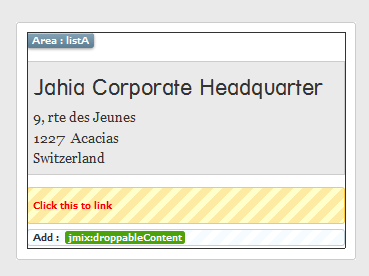 Area : listA
Jahia Corporate Headquarter
9, rte des Jeunes
1227 Acacias
Switzerland
Click this to link
Add : jmix:droppableContent